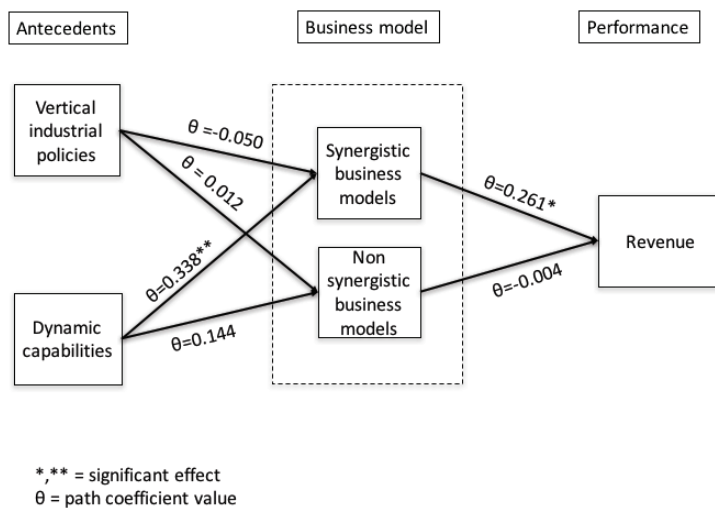 Antecedents
Business model
Performance
Vertical
industrial
policies
θ =-0.050
θ = 0.012
Synergistic
business
models
θ=0.261*
Revenue
θ=0.338**
Non
synergistic
business
models
θ=-0.004
Dynamic
capabilities
θ=0.144
*,** = significant effect
θ = path coefficient value